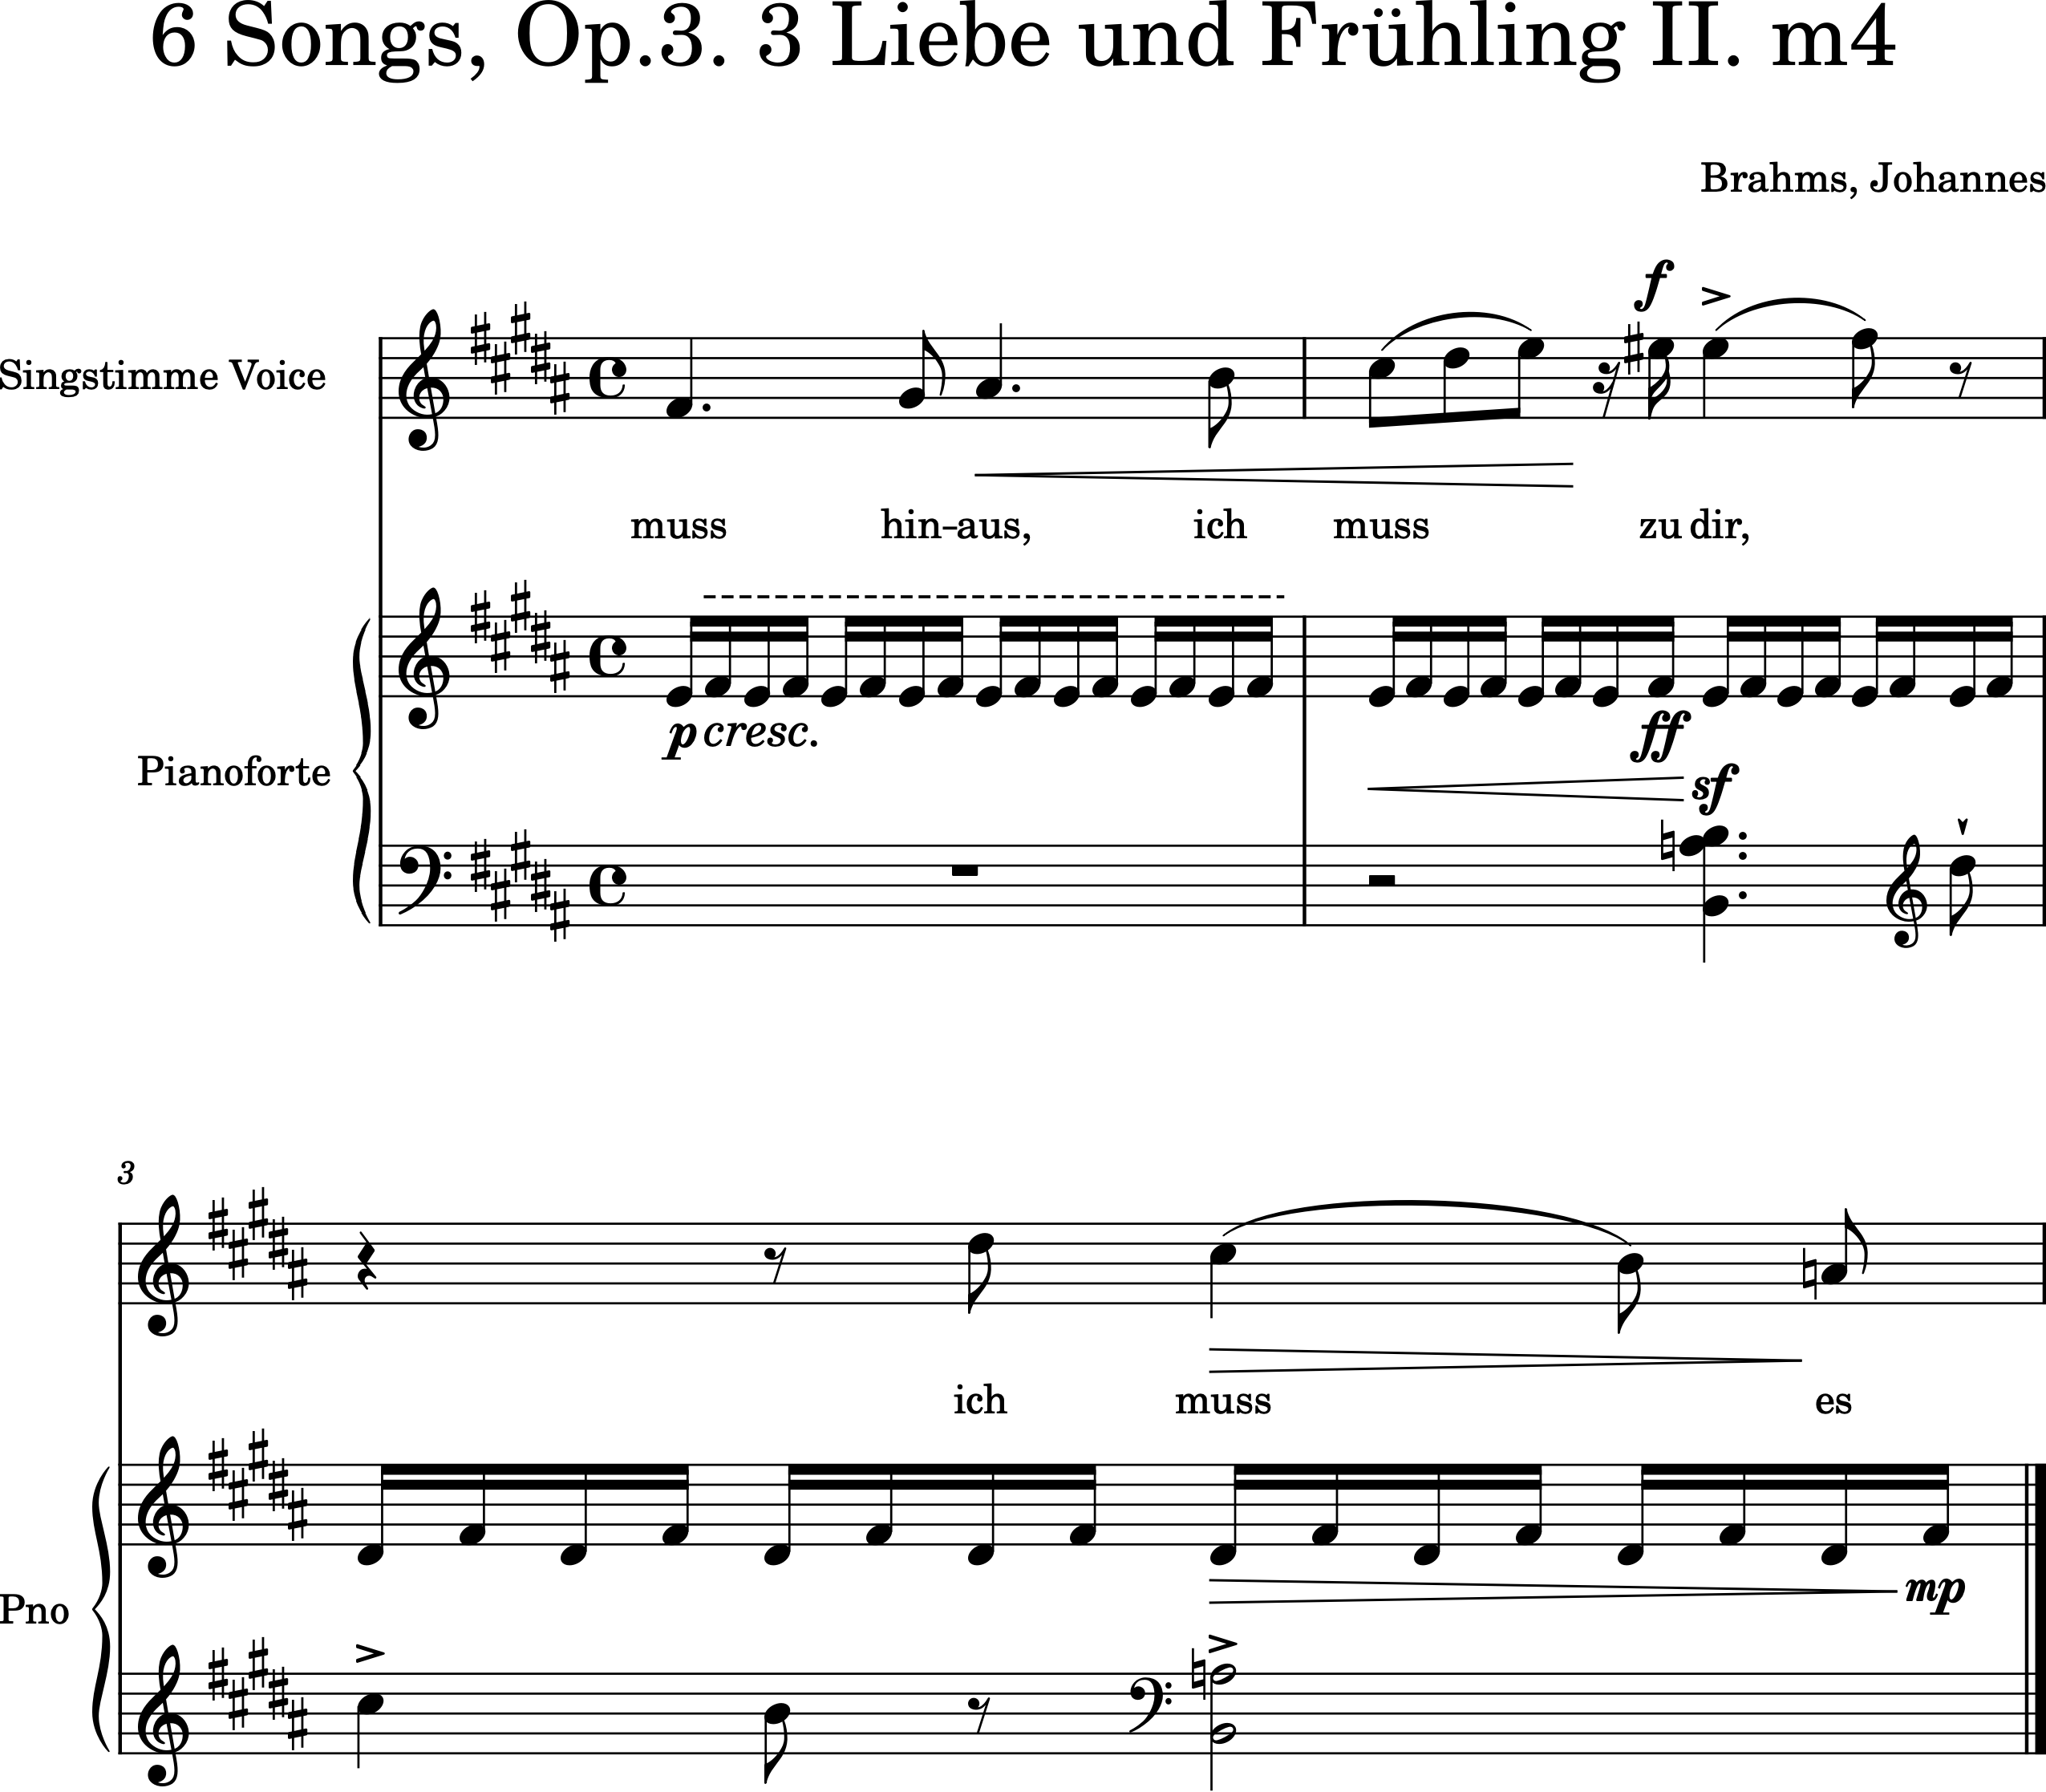 6 Songs, Op.3. 3 Liebe und Frühling II. m4
Brahms, Johannes
f
Singstimme Voice
muss hin-aus, ich muss zu dir,
p cresc. ff
Pianoforte
sf
3
ich muss es
mp
Pno